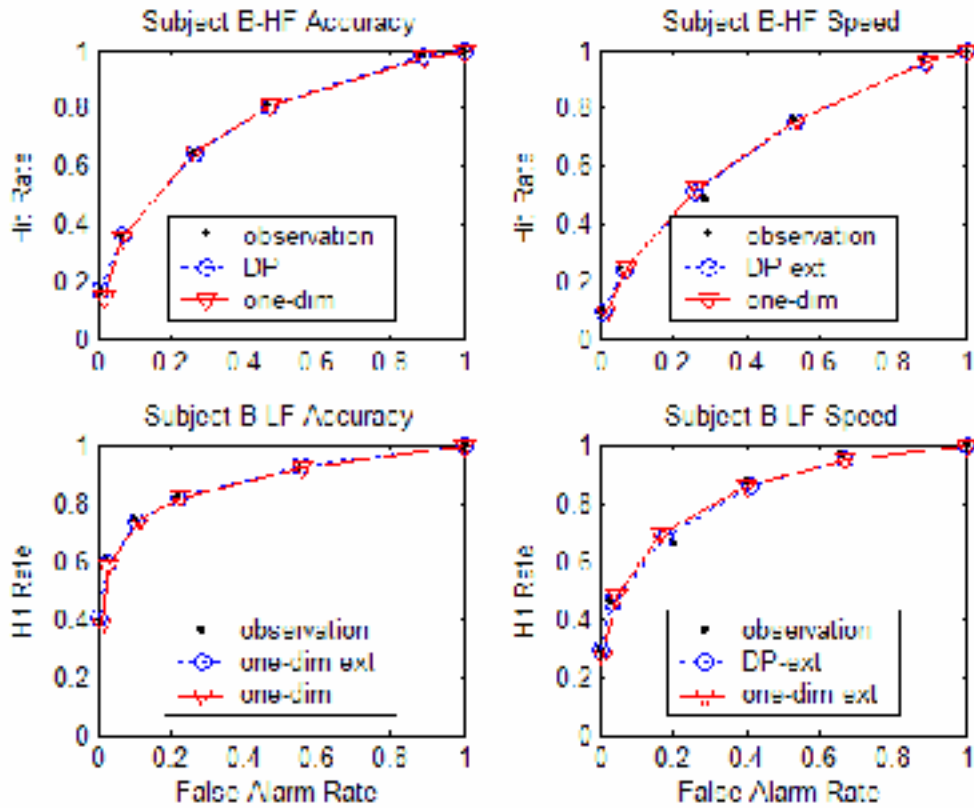 Subject B-HF Accuracy
Hit Rate
1
0.8
0.6
0.4
0.2
0
observation
DP
one-dim
0 0.2 0.4 0.6 0.8 1
Subject B-HF Speed
Hit Rate
1
0.8
0.6
0.4
0.2
0
observation
DP ext
one-dim
0 0.2 0.4 0.6 0.8 1
Subject B LF Accuracy
Hit Rate
1
0.8
0.6
0.4
0.2
0
observation
one-dim ext
one-dim
0 0.2 0.4 0.6 0.8 1
False Alarm Rate
Subject B LF Speed
Hit Rate
1
0.8
0.6
0.4
0.2
0
observation
DP-ext
one-dim ext
0 0.2 0.4 0.6 0.8 1
False Alarm Rate